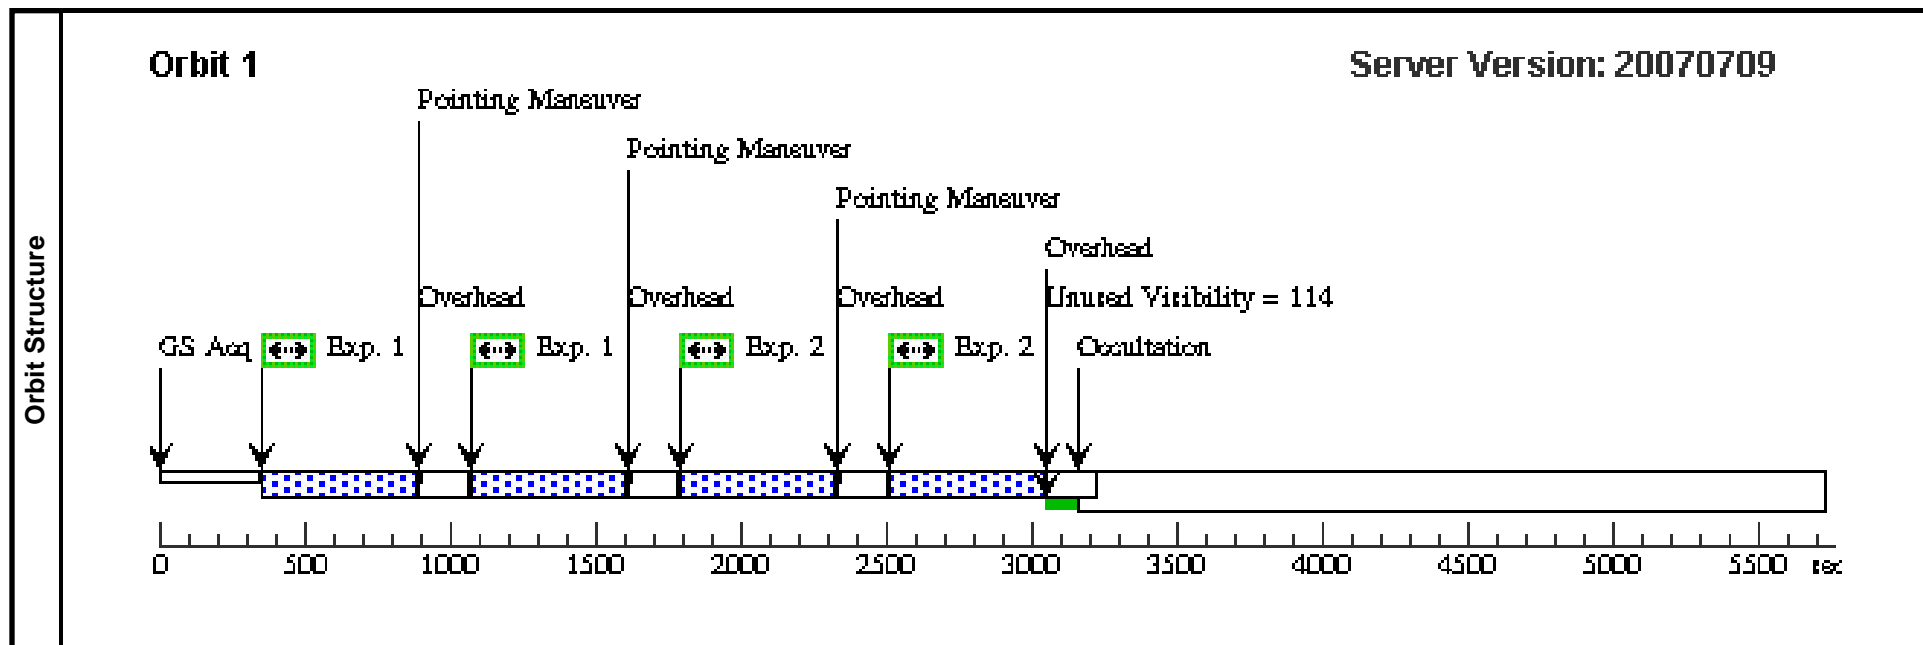 Orbit Structure
Orbit 1
Server Version: 20070709
Pointing Maneuver
Pointing Maneuver
Pointing Maneuver
Overhead
Overhead
Overhead
Overhead
Unused Visibility = 114
GS Acq
Exp. 1
Exp. 1
Exp. 2
Exp. 2
Occultation
0 500 1000 1500 2000 2500 3000 3500 4000 4500 5000 5500 sec